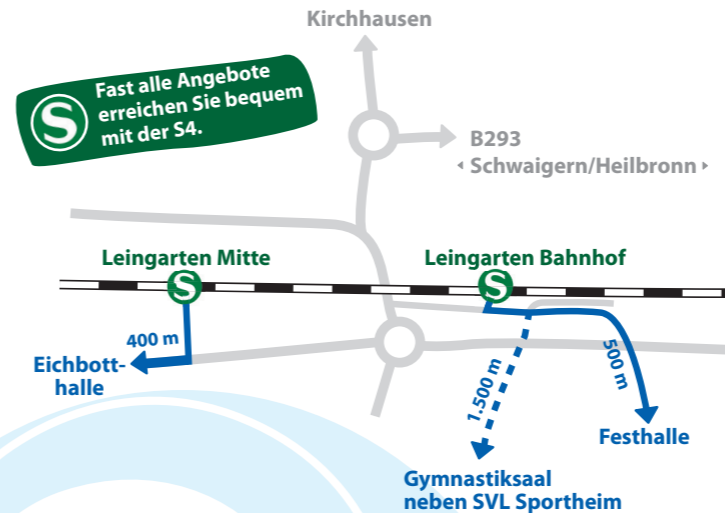 Kirchhausen
S
Fast alle Angebote
erreichen Sie bequem
mit der S4.
B293
Schwaigern/Heilbronn
Leingarten Mitte
S
Leingarten Bahnhof
S
400 m
Eichbott-
halle
1.500 m
500 m
Festhalle
Gymnastiksaal
neben SVL Sportheim